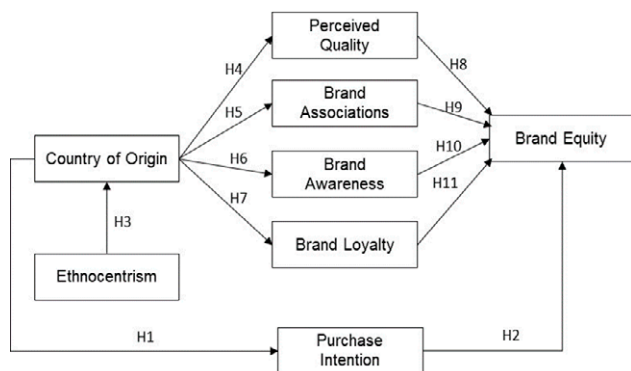 Perceived
Quality
H4
H8
Brand
Associations
H5
H9
Country of Origin
Brand Equity
H6
H10
Brand
Awareness
H7
H11
H3
Brand Loyalty
Ethnocentrism
H1
Purchase
Intention
H2